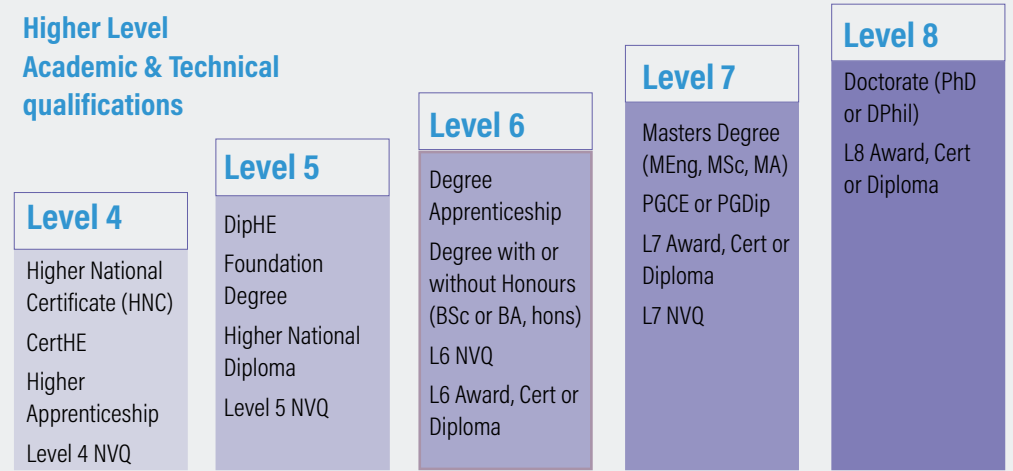 Higher Level
Academic & Technical
qualifications
Level 4
Higher National
Certificate (HNC)
CertHE
Higher
Apprenticeship
Level 4 NVQ
Level 5
DipHE
Foundation
Degree
Higher National
Diploma
Level 5 NVQ
Level 6
Degree
Apprenticeship
Degree with or
without Honours
(BSc or BA, hons)
L6 NVQ
L6 Award, Cert or
Diploma
Level 7
Masters Degree
(MEng, MSc, MA)
PGCE or PGDip
L7 Award, Cert or
Diploma
L7 NVQ
Level 8
Doctorate (PhD
or DPhil)
L8 Award, Cert
or Diploma